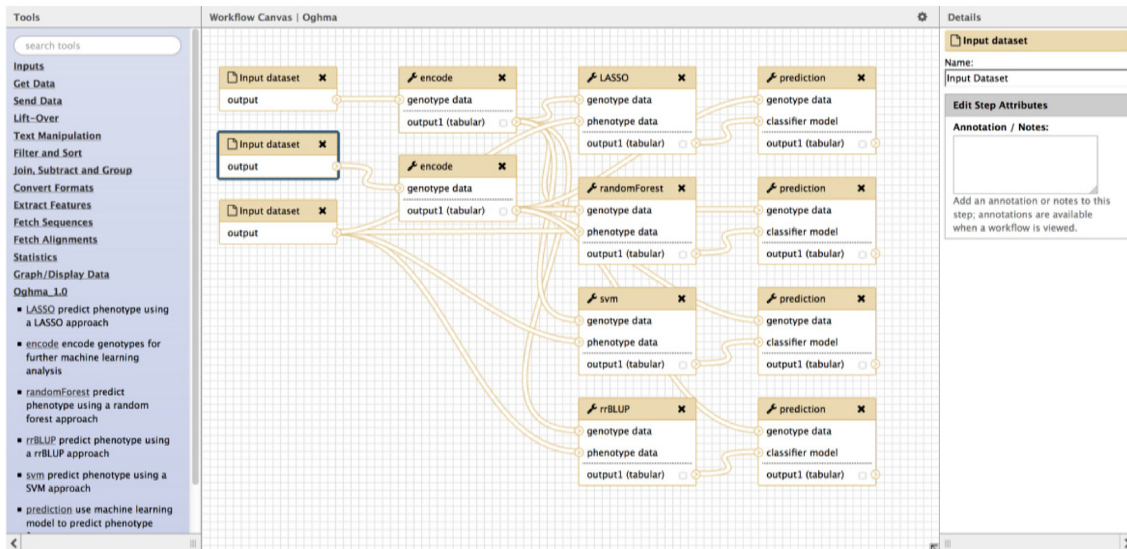 Tools
search tools
Inputs
Get Data
Send Data
Lift-Over
Text Manipulation
Filter and Sort
Join, Subtract and Group
Convert Formats
Extract Features
Fetch Sequences
Fetch Alignments
Statistics
Graph/Display Data
Oghma_1.0
LASSO predict phenotype using
a LASSO approach
encode encode genotypes for
further machine learning
analysis
randomForest predict
phenotype using a random
forest approach
rrBLUP predict phenotype using
a rrBLUP approach
svm predict phenotype using a
SVM approach
prediction use machine learning
model to predict phenotype
Workflow Canvas | Oghma
Input dataset
output
Input dataset
output
Input dataset
output
encode
genotype data
output1 (tabular)
encode
genotype data
output1 (tabular)
LASSO
genotype data
phenotype data
output1 (tabular)
randomForest
genotype data
phenotype data
output1 (tabular)
svm
genotype data
phenotype data
output1 (tabular)
rrBLUP
genotype data
phenotype data
output1 (tabular)
prediction
genotype data
classifier model
output1 (tabular)
prediction
genotype data
classifier model
output1 (tabular)
prediction
genotype data
classifier model
output1 (tabular)
prediction
genotype data
classifier model
output1 (tabular)
Details
Input dataset
Name:
Input Dataset
Edit Step Attributes
Annotation / Notes:
Add an annotation or notes to this
step; annotations are available
when a workflow is viewed.